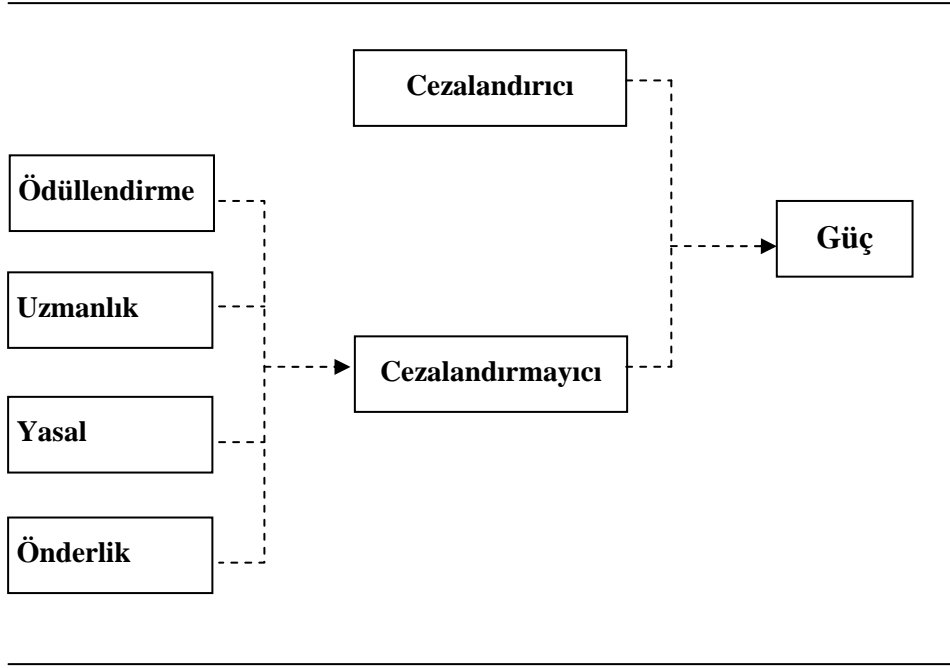 Cezalandırıcı
Ödüllendirme
Güç
Uzmanlık
Cezalandırmayıcı
Yasal
Önderlik